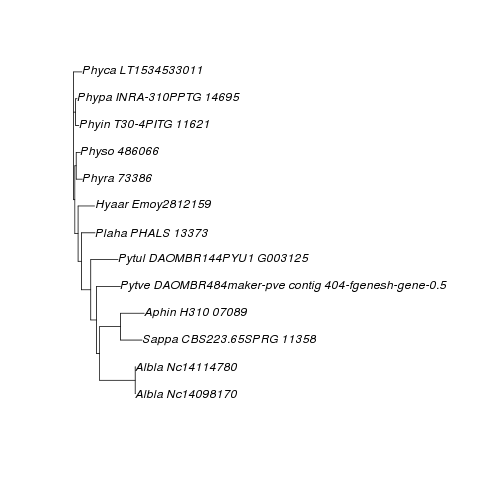 Phyca LT1534533011
Phypa INRA-310PPTG 14695
Phyin T30-4PITG 11621
Physo 486066
Phyra 73386
Hyaar Emoy2812159
Plaha PHALS 13373
Pytul DAOMBR144PYU1 G003125
Pytve DAOMBR484maker-pve contig 404-fgenesh-gene-0.5
Aphin H310 07089
Sappa CBS223.65SPRG 11358
Albla Nc14114780
Albla Nc14098170